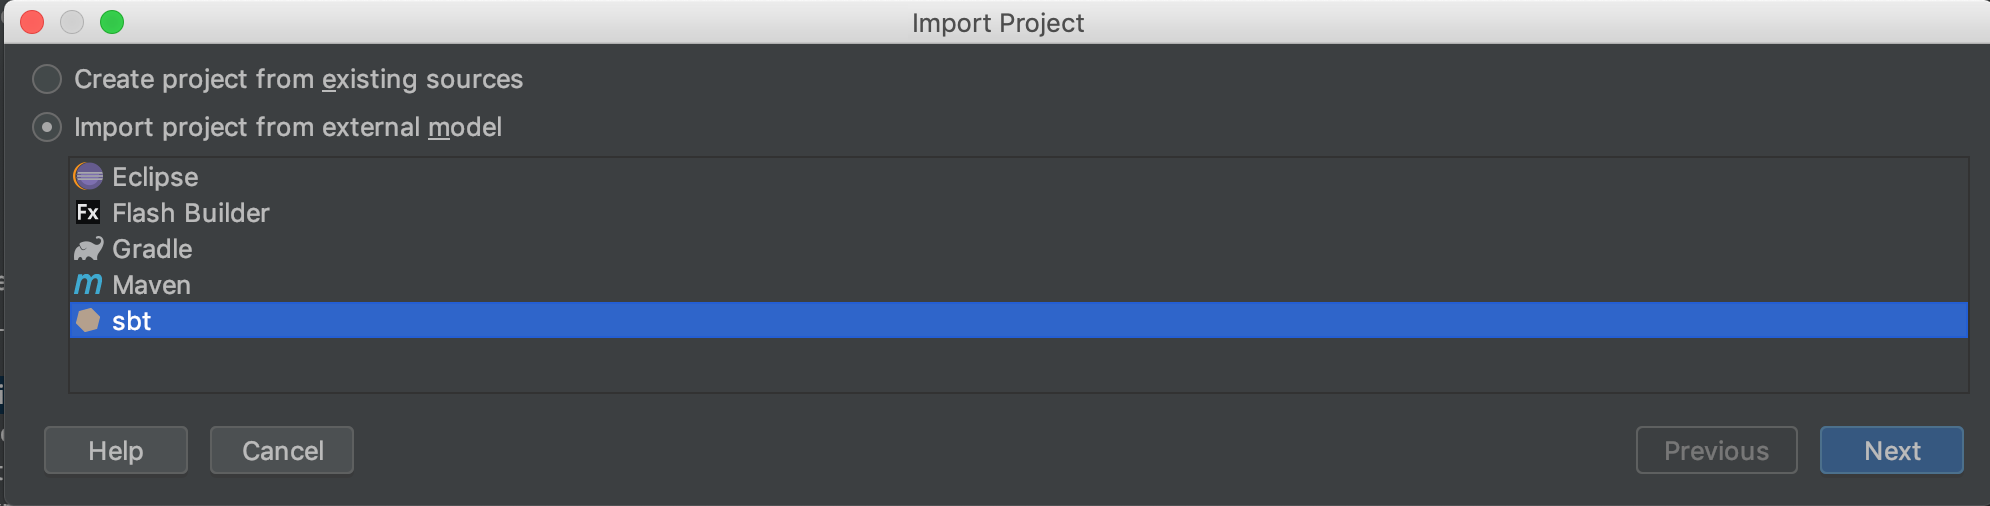 Import Project
Create project from existing sources
Import project from external model
Eclipse
Fx Flash Builder
Gradle
m Maven
sbt
Help Cancel Previous Next